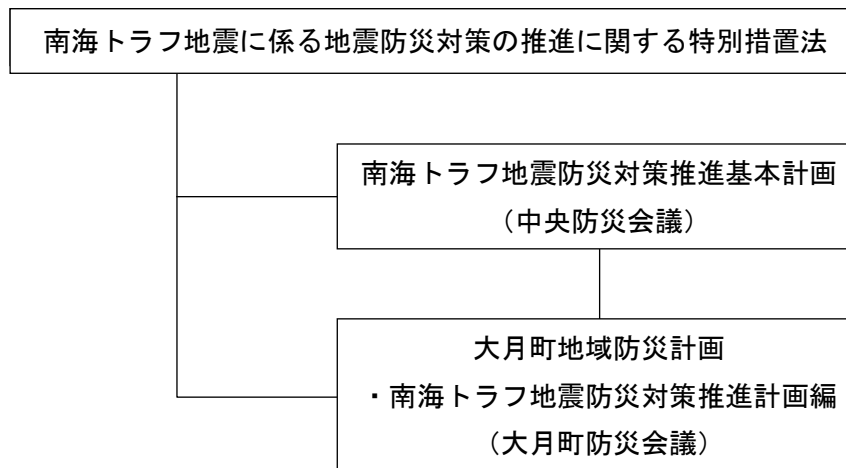 南海トラフ地震に係る地震防災対策の推進に関する特別措置法
南海トラフ地震防災対策推進基本計画
（中央防災会議）
大月町地域防災計画
・南海トラフ地震防災対策推進計画編
（大月町防災会議）